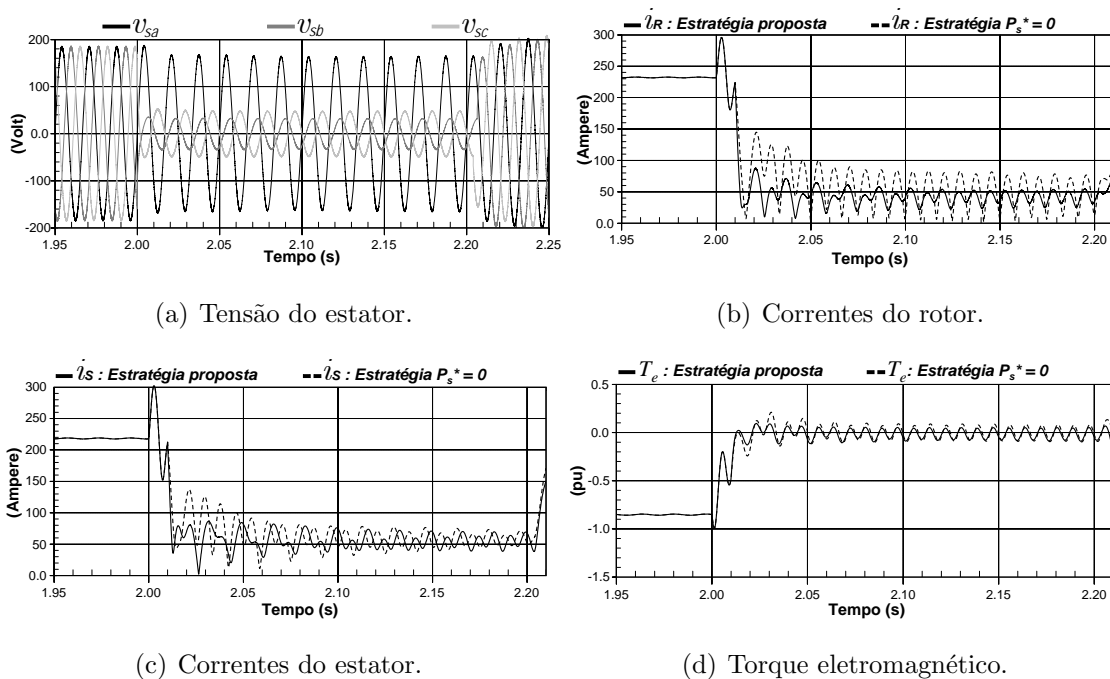 v_sa v_sb v_sc
200
100
0.0
-100
-200
(Volt)
1.95 2.00 2.05 2.10 2.15 2.20 2.25
Tempo (s)
(a) Tensão do estator.
i_R : Estratégia proposta i_R : Estratégia P_s* = 0
300
250
200
150
100
50
0.0
(Ampere)
1.95 2.00 2.05 2.10 2.15 2.20
Tempo (s)
(b) Correntes do rotor.
i_S : Estratégia proposta i_S : Estratégia P_s* = 0
300
250
200
150
100
50
0.0
(Ampere)
1.95 2.00 2.05 2.10 2.15 2.20
Tempo (s)
(c) Correntes do estator.
T_e : Estratégia proposta T_e : Estratégia P_s* = 0
0.5
0.0
-0.5
-1.0
-1.5
(pu)
1.95 2.00 2.05 2.10 2.15 2.20
Tempo (s)
(d) Torque eletromagnético.